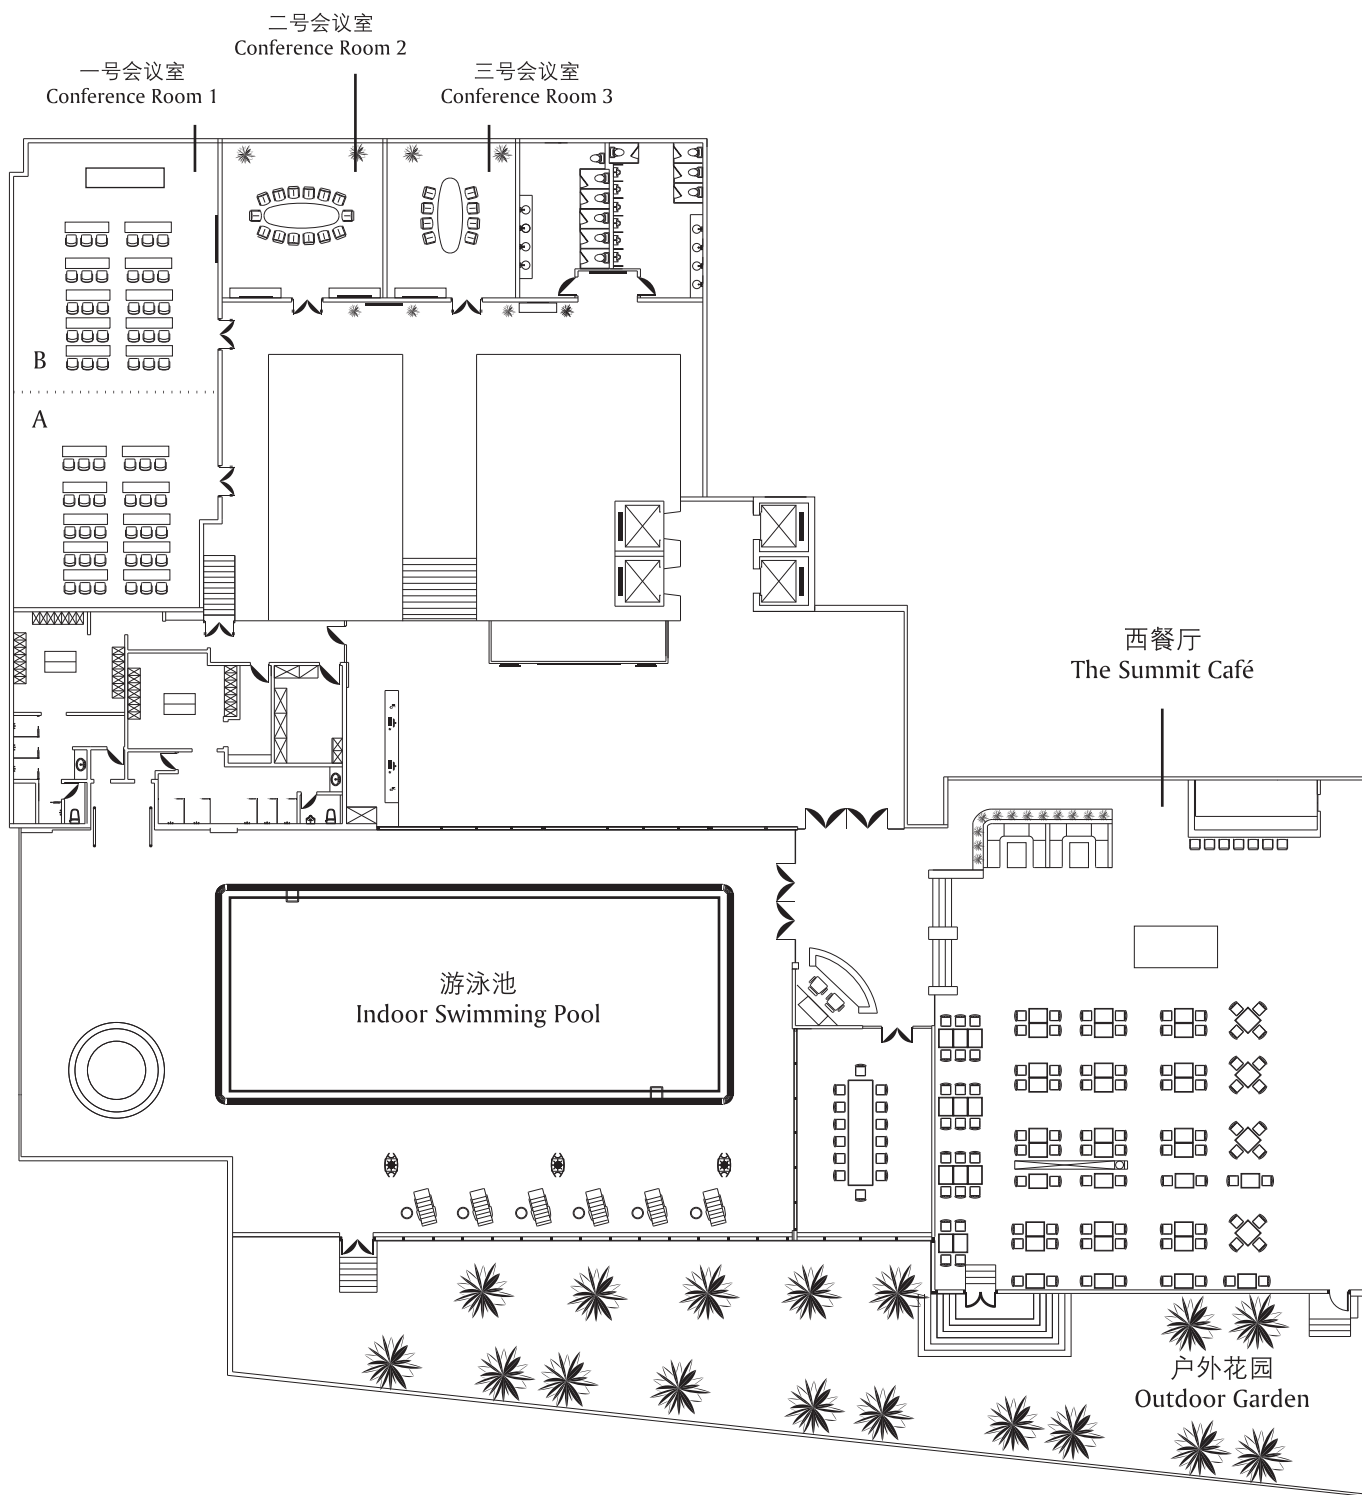 二号会议室
Conference Room 2
一号会议室
Conference Room 1
三号会议室
Conference Room 3
B
A
西餐厅
The Summit Café
游泳池
Indoor Swimming Pool
户外花园
Outdoor Garden